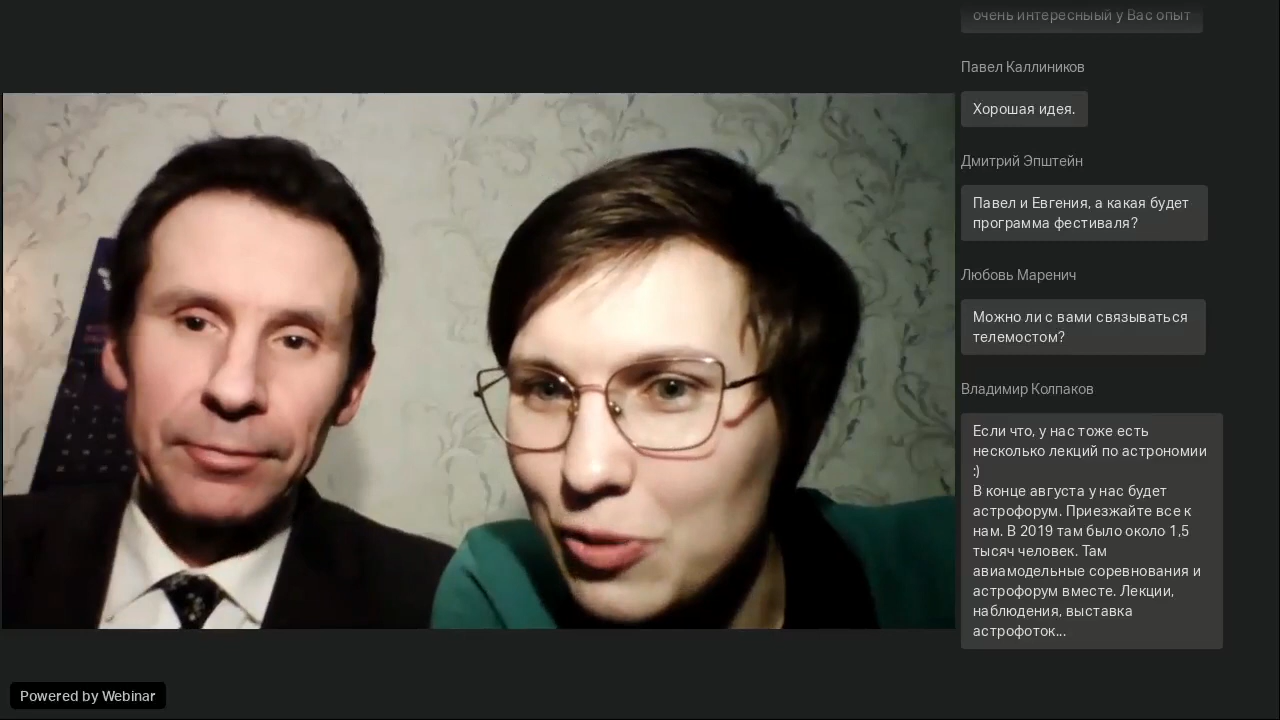 очень интересныый у Вас опыт
Павел Каллиников
Хорошая идея.
Дмитрий Эпштейн
Павел и Евгения, а какая будет
программа фестиваля?
Любовь Маренич
Можно ли с вами связываться
телемостом?
Владимир Колпаков
Если что, у нас тоже есть
несколько лекций по астрономии
:)
В конце августа у нас будет
астрофорум. Приезжайте все к
нам. В 2019 там было около 1,5
тысяч человек. Там
авиамодельные соревнования и
астрофорум вместе. Лекции,
наблюдения, выставка
астрофоток...
Powered by Webinar